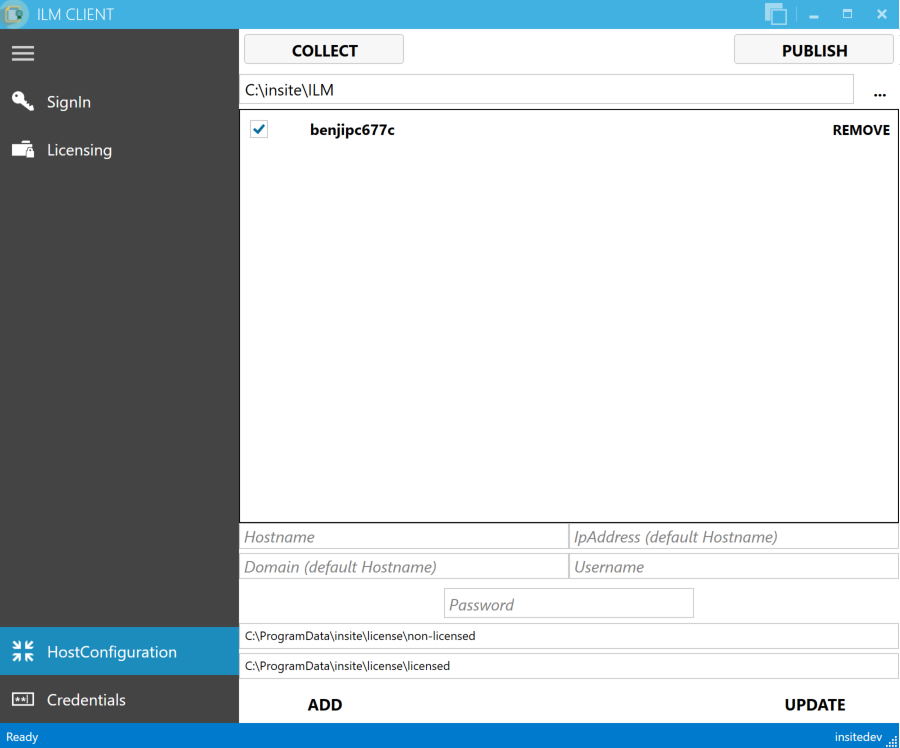 ILM CLIENT
SignIn
Licensing
HostConfiguration
Credentials
COLLECT PUBLISH
C:\insite\ILM ...
benjipc677c REMOVE
Hostname IpAddress (default Hostname)
Domain (default Hostname) Username
Password
C:\ProgramData\insite\license\non-licensed
C:\ProgramData\insite\license\licensed
ADD UPDATE
Ready insitedev